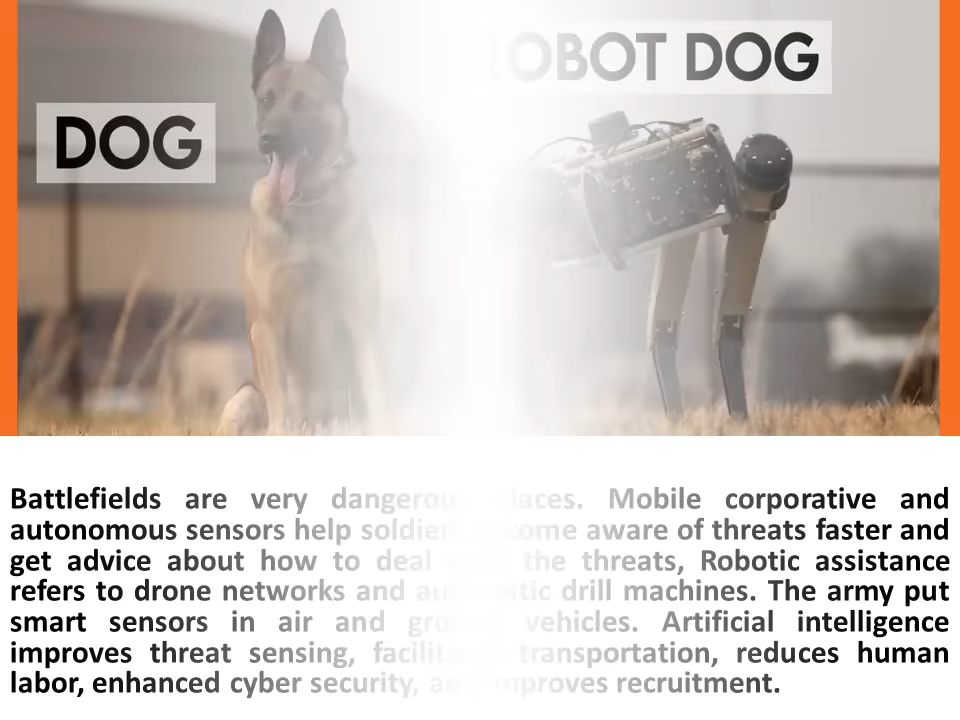 DOG
ROBOT DOG
Battlefields are very dangerous places. Mobile corporative and
autonomous sensors help soldiers become aware of threats faster and
get advice about how to deal the threats, Robotic assistance
refers to drone networks and drill machines. The army put
smart sensors in air and vehicles. Artificial intelligence
improves threat sensing, transportation, reduces human
labor, enhanced cyber security, improves recruitment.